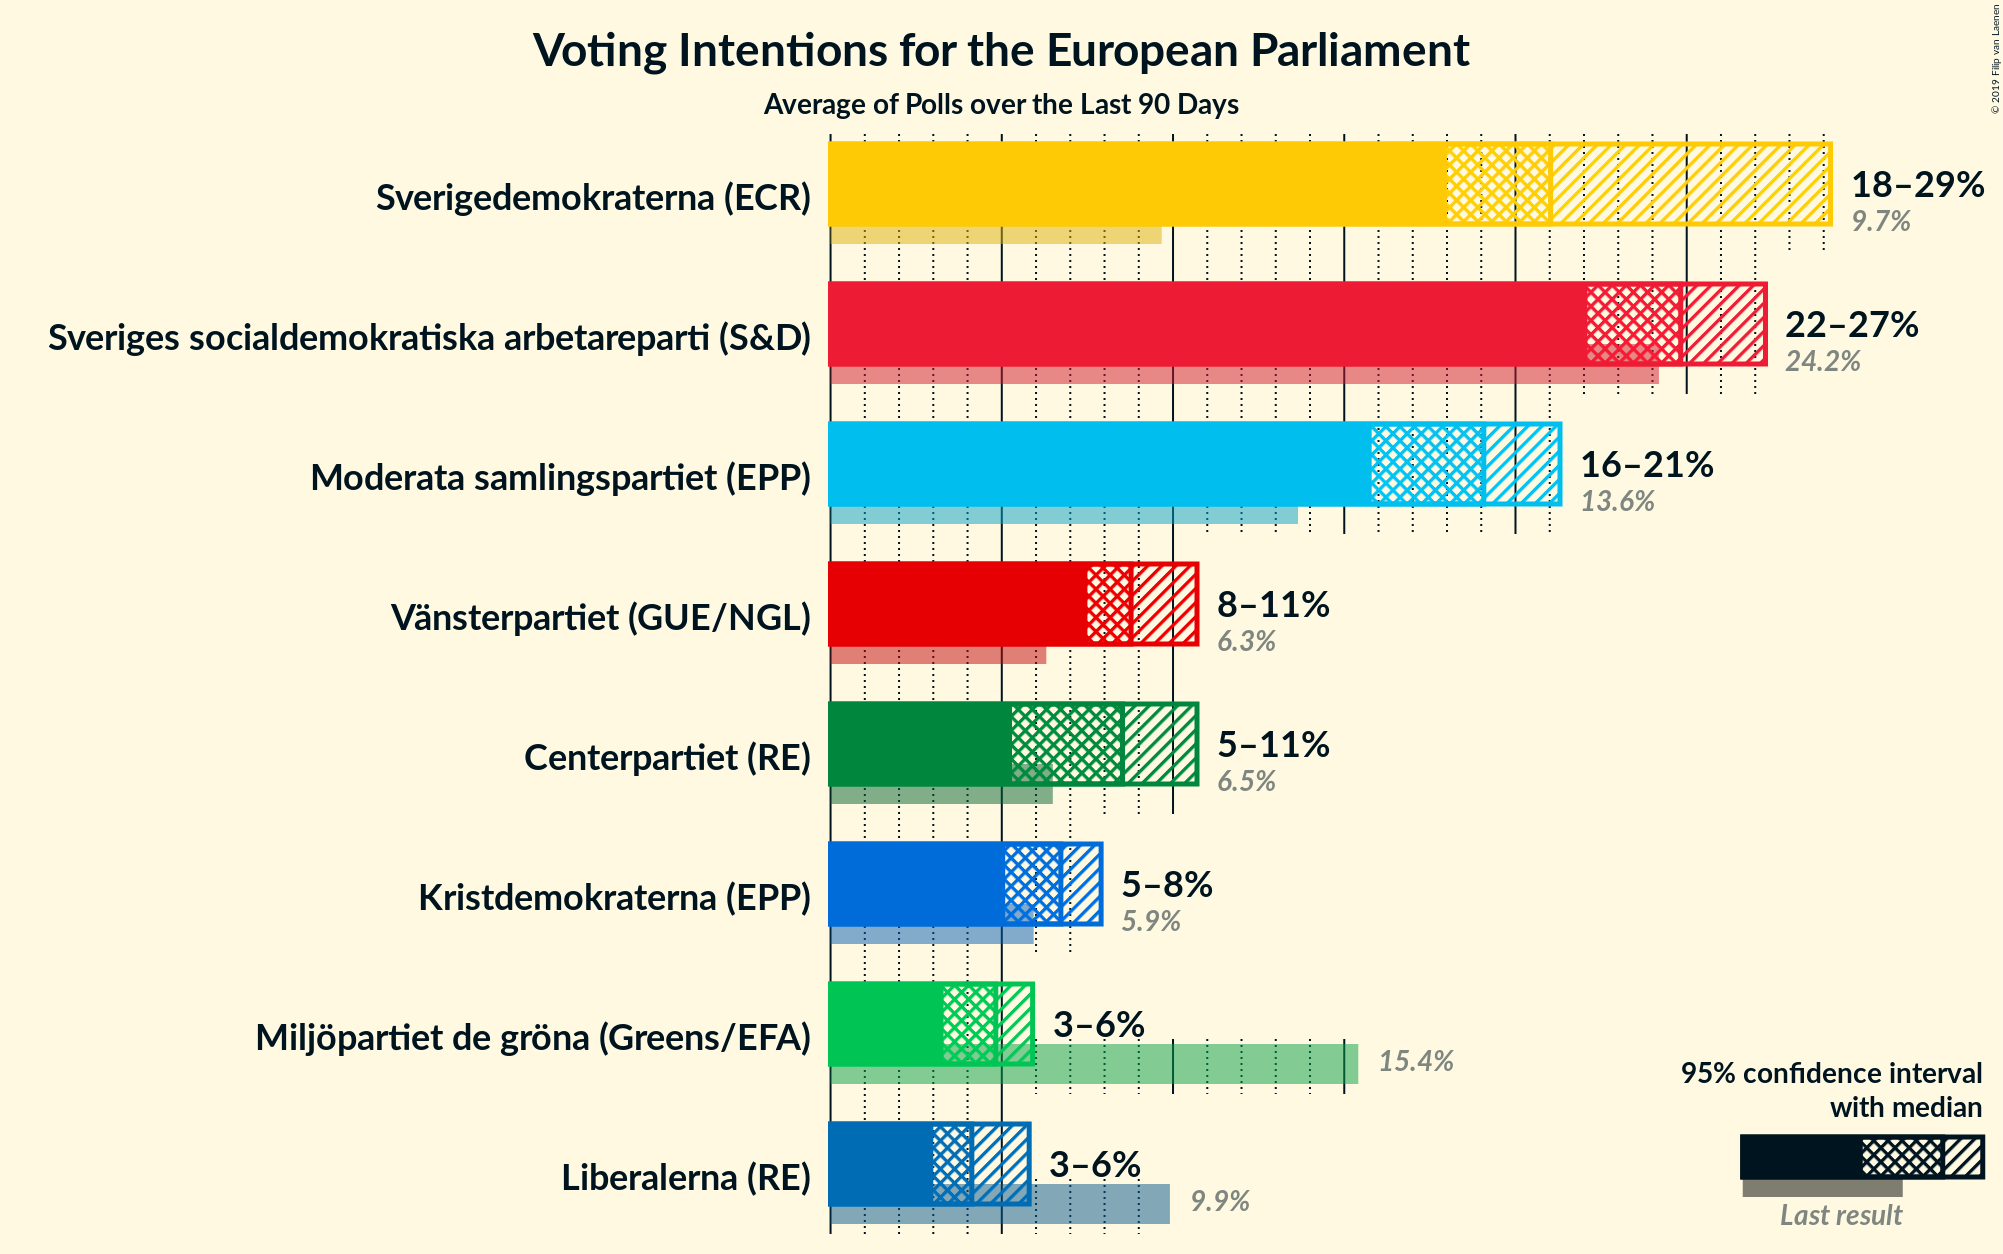 Voting Intentions for the European Parliament
Average of Polls over the Last 90 Days
© 2019 Filip van Laenen
Sverigedemokraterna (ECR)
18–29%
9.7%
Sveriges socialdemokratiska arbetareparti (S&D)
22–27%
24.2%
Moderata samlingspartiet (EPP)
16–21%
13.6%
Vänsterpartiet (GUE/NGL)
8–11%
6.3%
Centerpartiet (RE)
5–11%
6.5%
Kristdemokraterna (EPP)
5–8%
5.9%
Miljöpartiet de gröna (Greens/EFA)
3–6%
15.4%
Liberalerna (RE)
3–6%
9.9%
95% confidence interval
with median
Last result